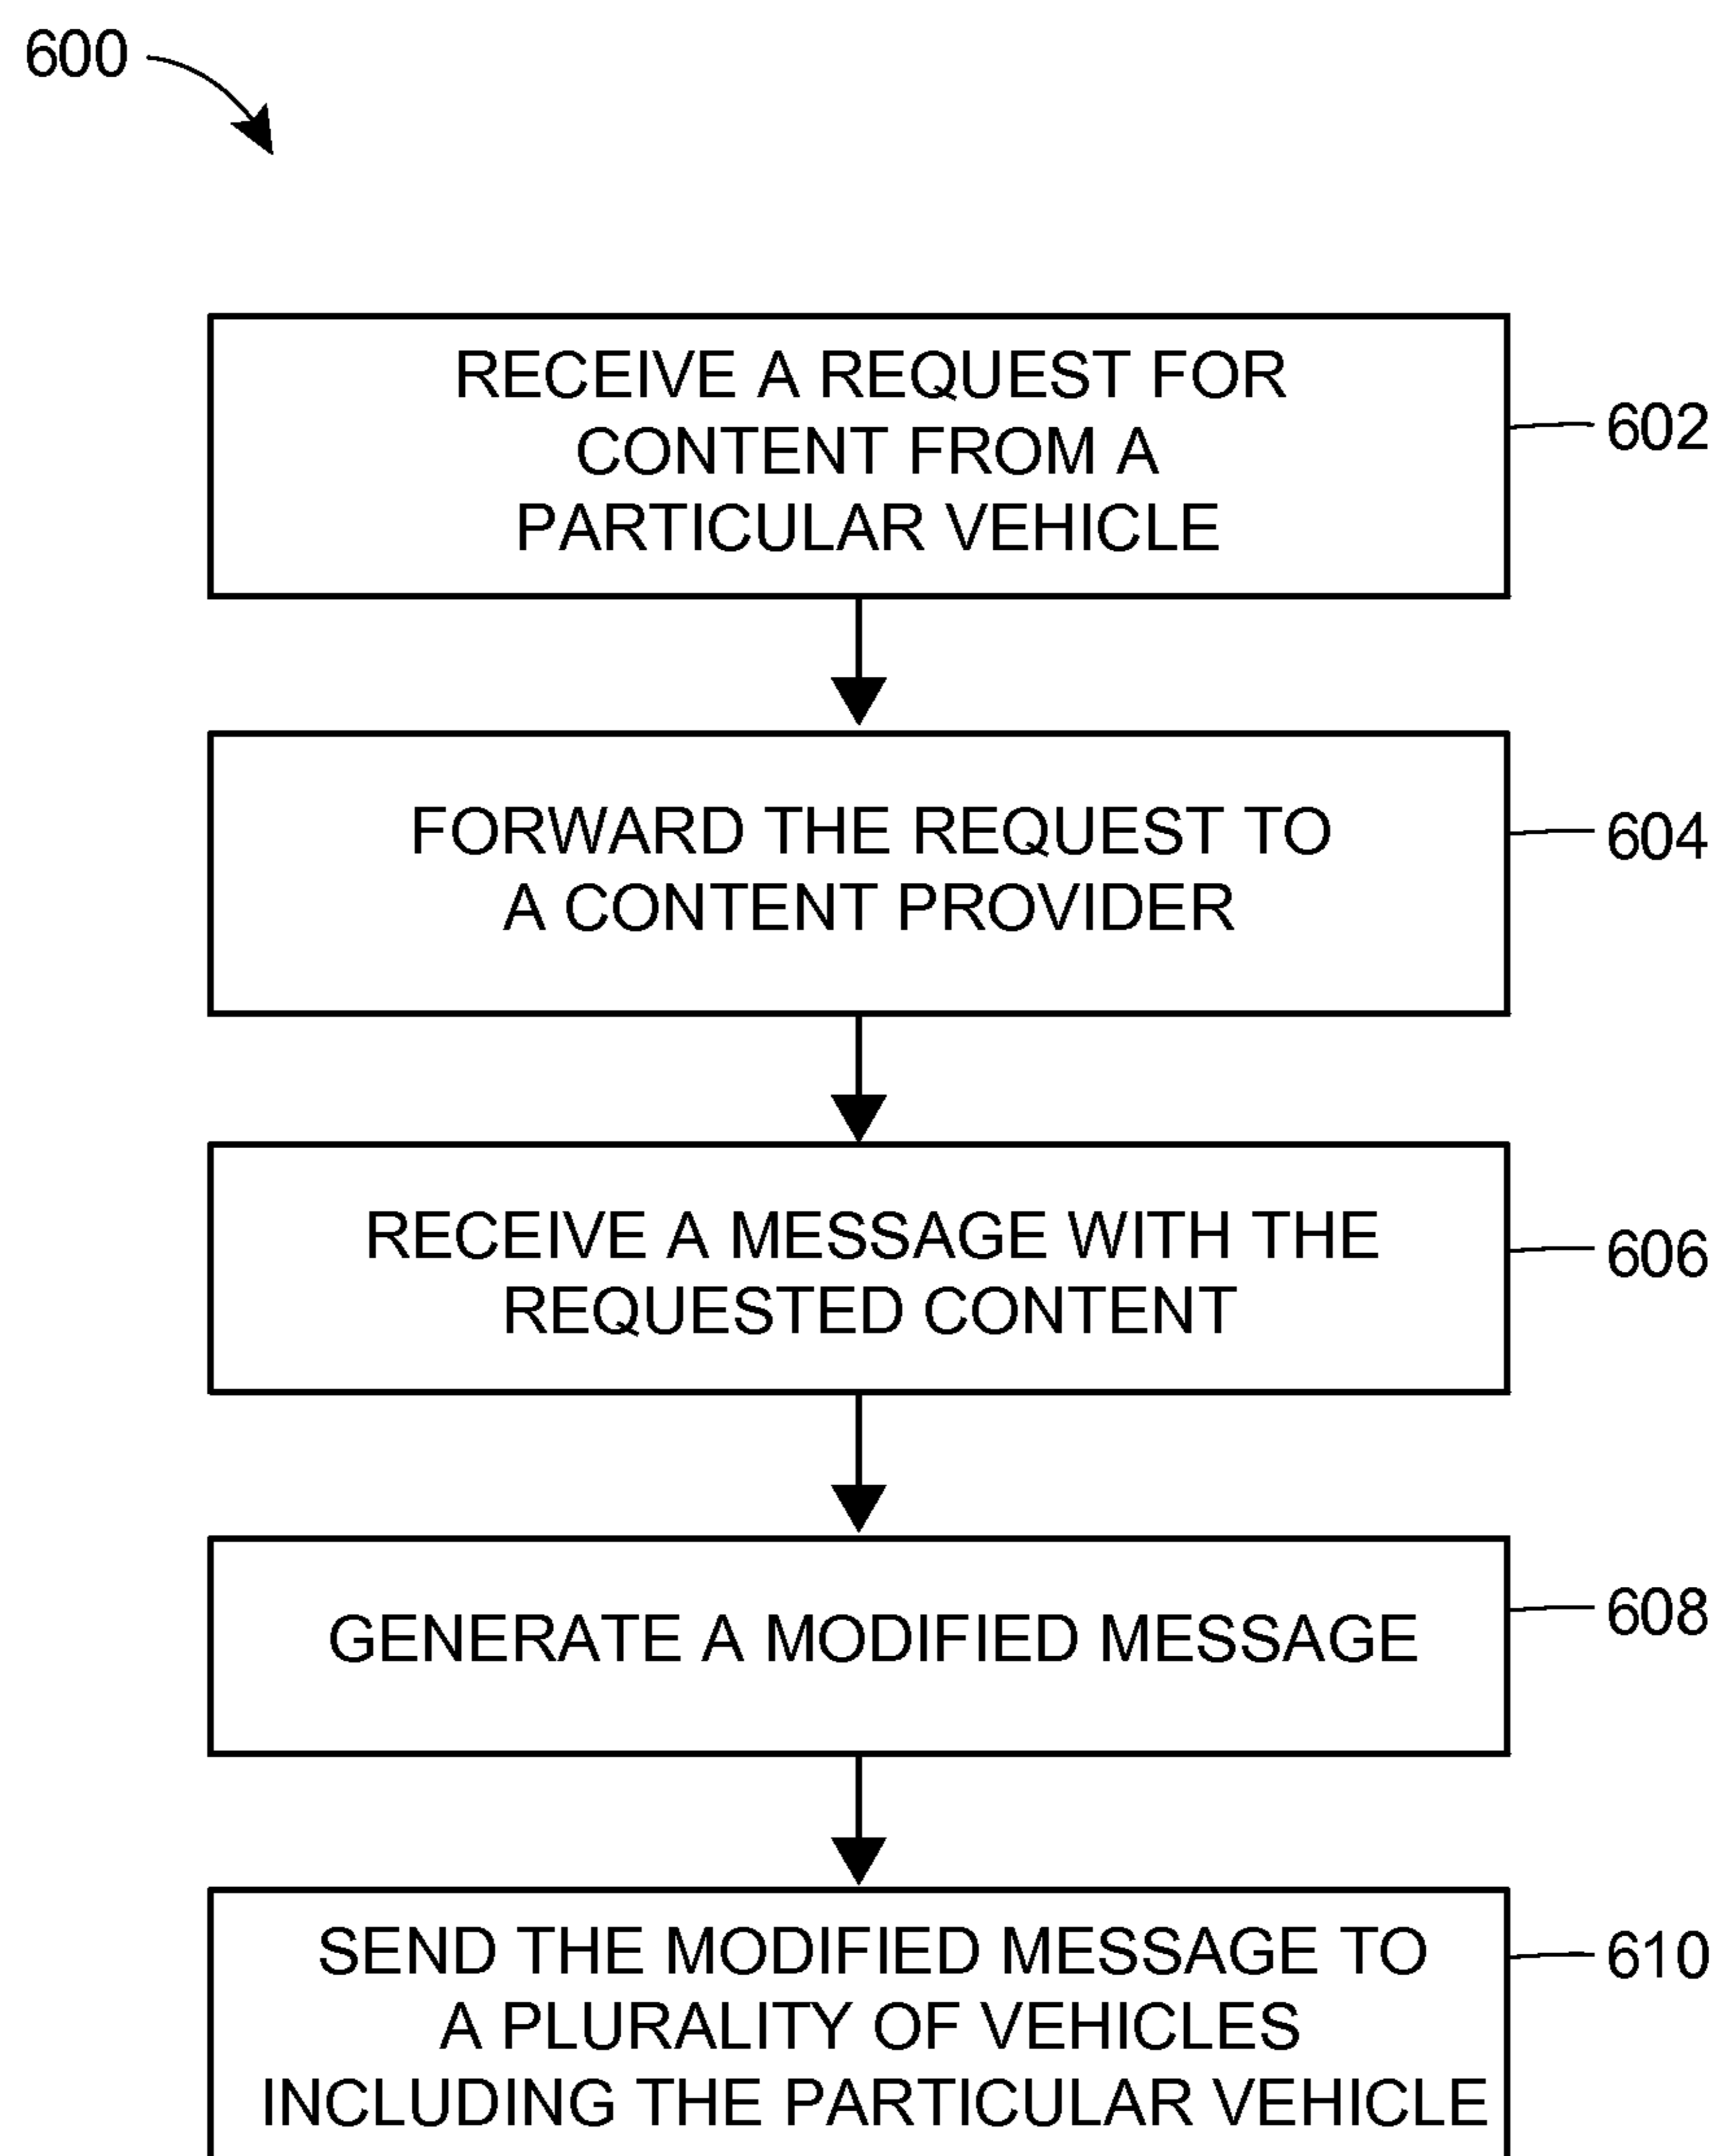 600
RECEIVE A REQUEST FOR
CONTENT FROM A
PARTICULAR VEHICLE
602
FORWARD THE REQUEST TO
A CONTENT PROVIDER
604
RECEIVE A MESSAGE WITH THE
REQUESTED CONTENT
606
GENERATE A MODIFIED MESSAGE
608
SEND THE MODIFIED MESSAGE TO
A PLURALITY OF VEHICLES
INCLUDING THE PARTICULAR VEHICLE
610